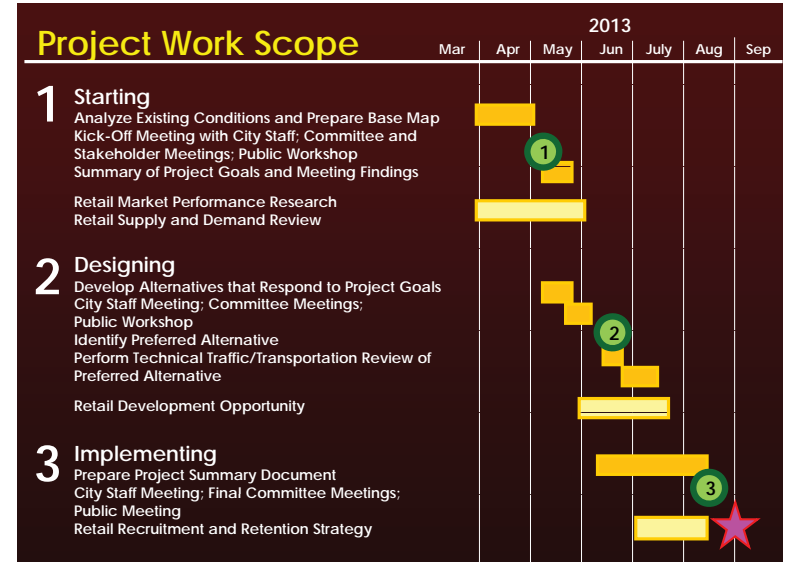 2013
Project Work Scope
Mar Apr May Jun July Aug Sep
1 Starting
Analyze Existing Conditions and Prepare Base Map
Kick-Off Meeting with City Staff; Committee and
Stakeholder Meetings; Public Workshop
1
Summary of Project Goals and Meeting Findings
Retail Market Performance Research
Retail Supply and Demand Review
2 Designing
Develop Alternatives that Respond to Project Goals
City Staff Meeting; Committee Meetings;
Public Workshop
2
Identify Preferred Alternative
Perform Technical Traffic/Transportation Review of
Preferred Alternative
Retail Development Opportunity
3 Implementing
Prepare Project Summary Document
City Staff Meeting; Final Committee Meetings;
3
Public Meeting
Retail Recruitment and Retention Strategy